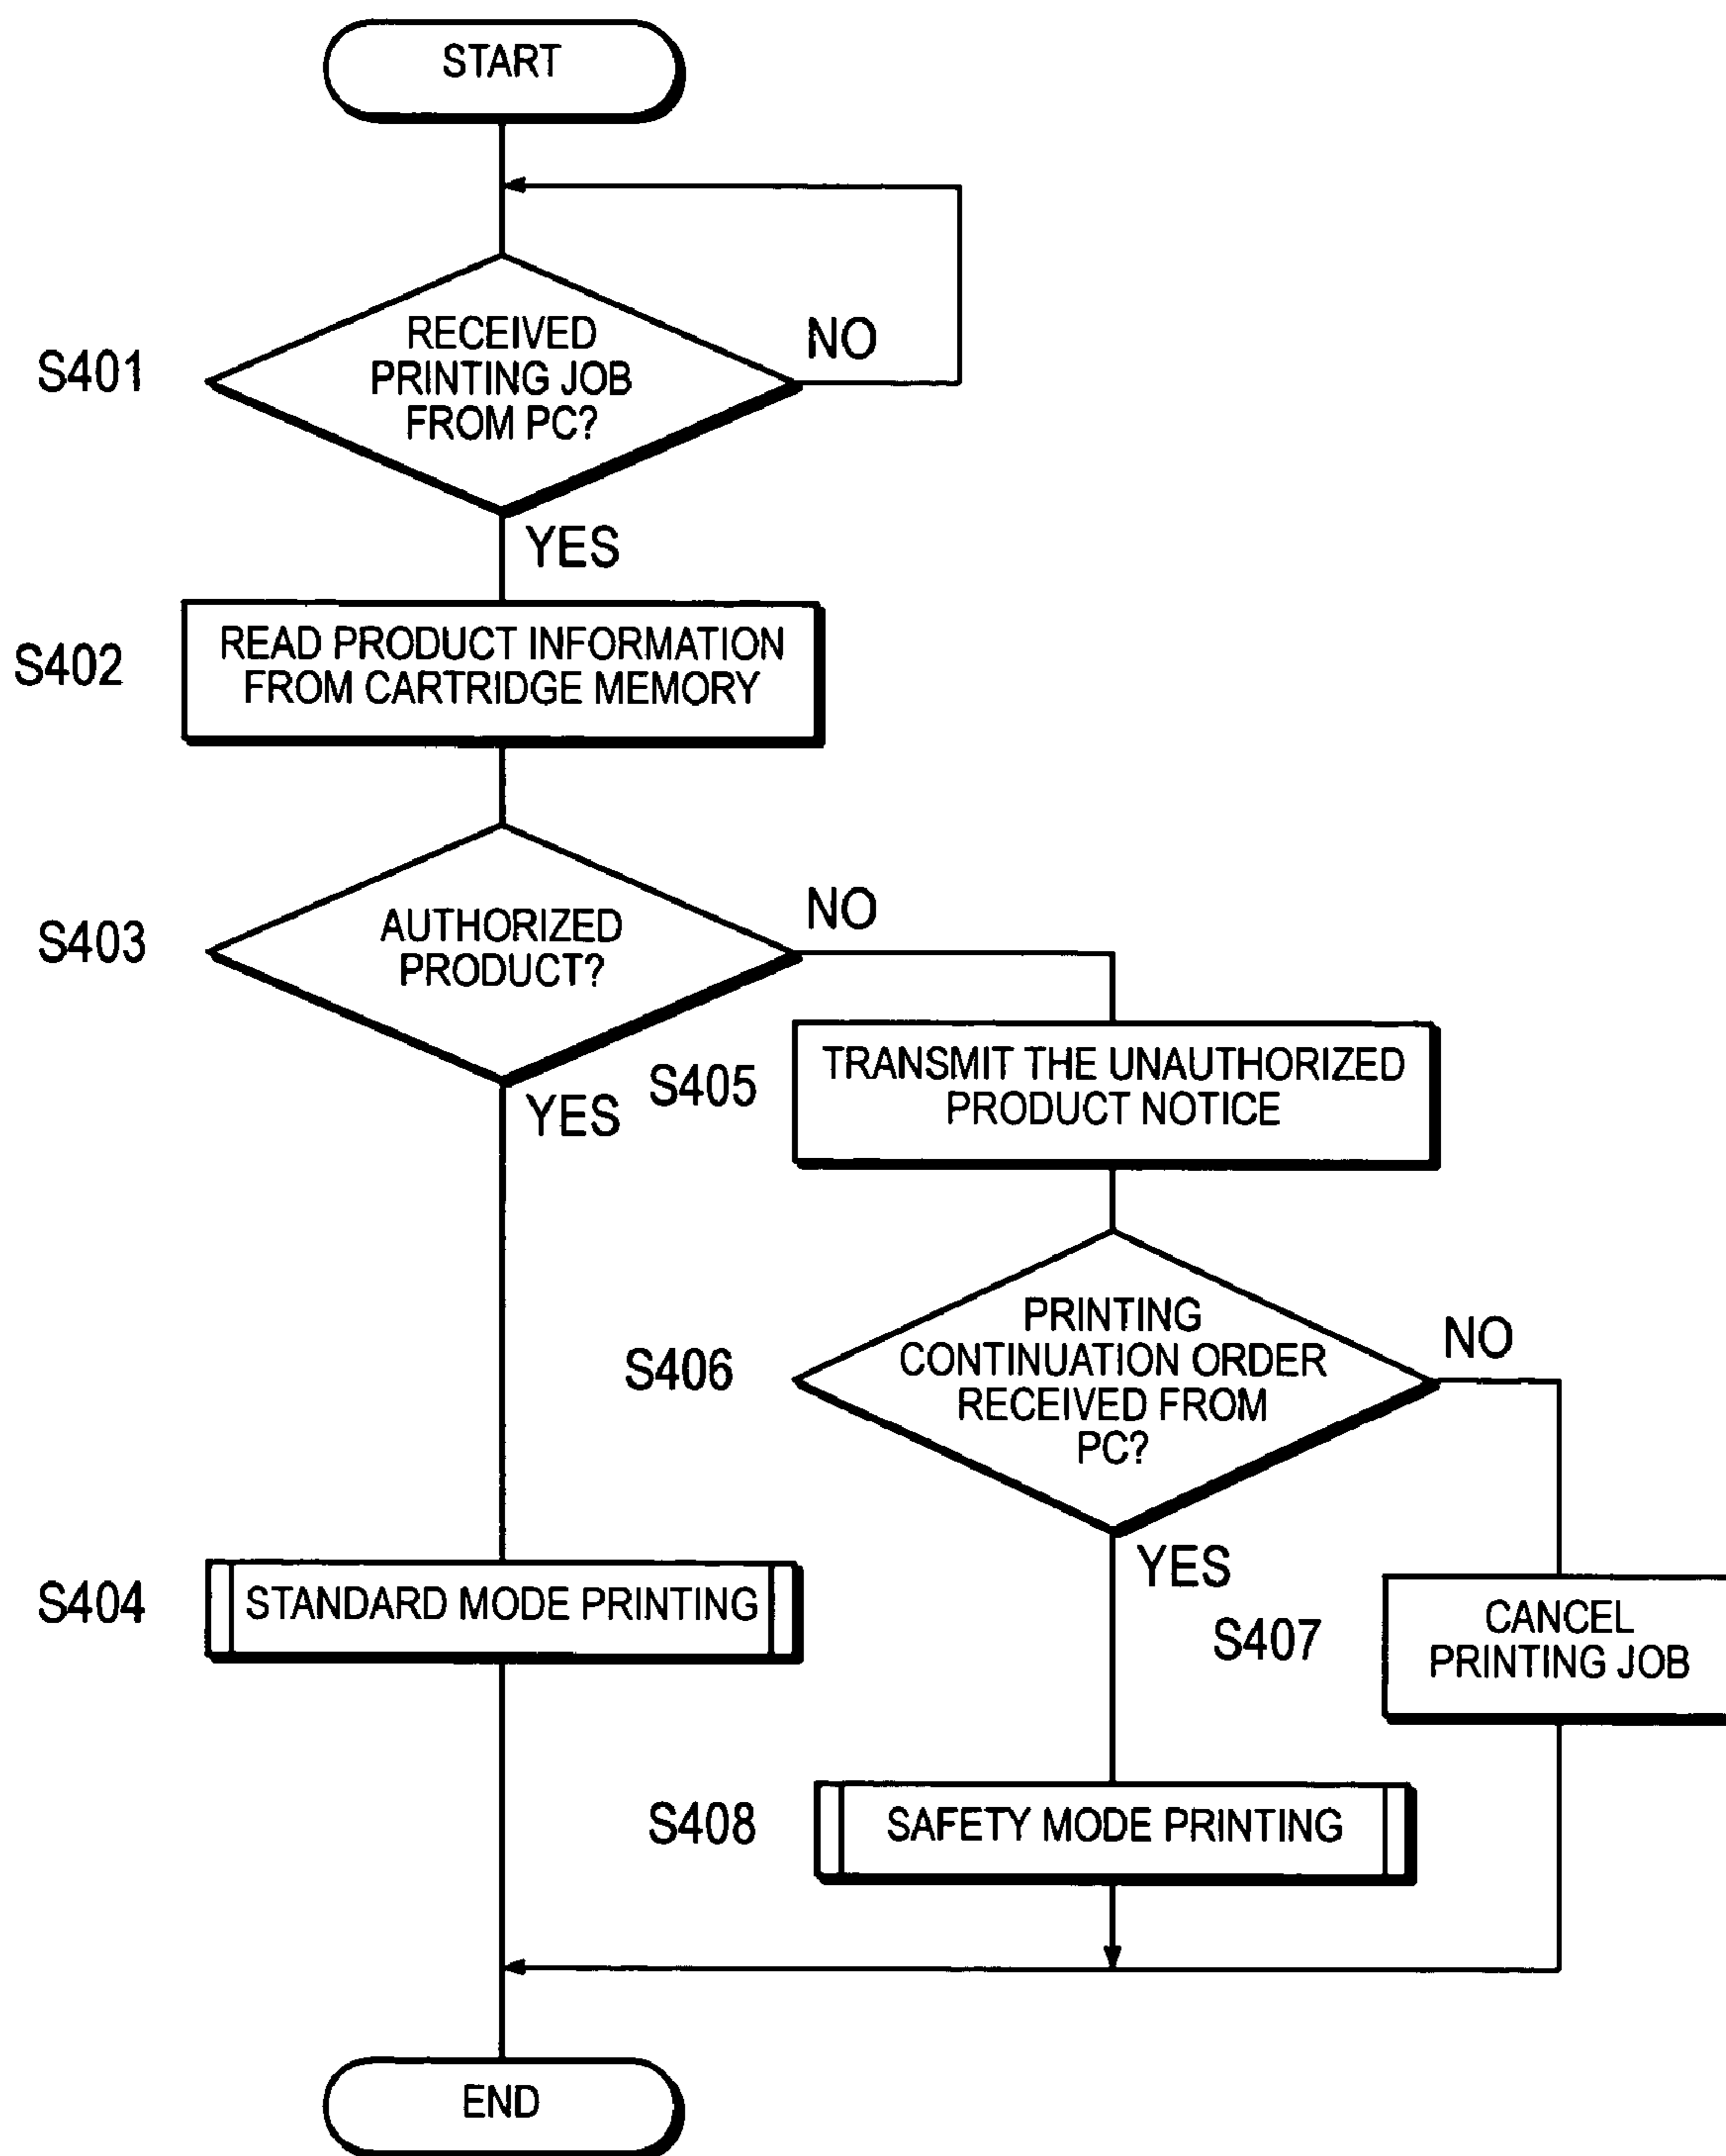 START
S401
RECEIVED
PRINTING JOB
FROM PC?
NO
YES
S402
READ PRODUCT INFORMATION
FROM CARTRIDGE MEMORY
S403
AUTHORIZED
PRODUCT?
NO
YES
S405
TRANSMIT THE UNAUTHORIZED
PRODUCT NOTICE
S406
PRINTING
CONTINUATION ORDER
RECEIVED FROM
PC?
NO
YES
S404
STANDARD MODE PRINTING
S407
CANCEL
PRINTING JOB
S408
SAFETY MODE PRINTING
END